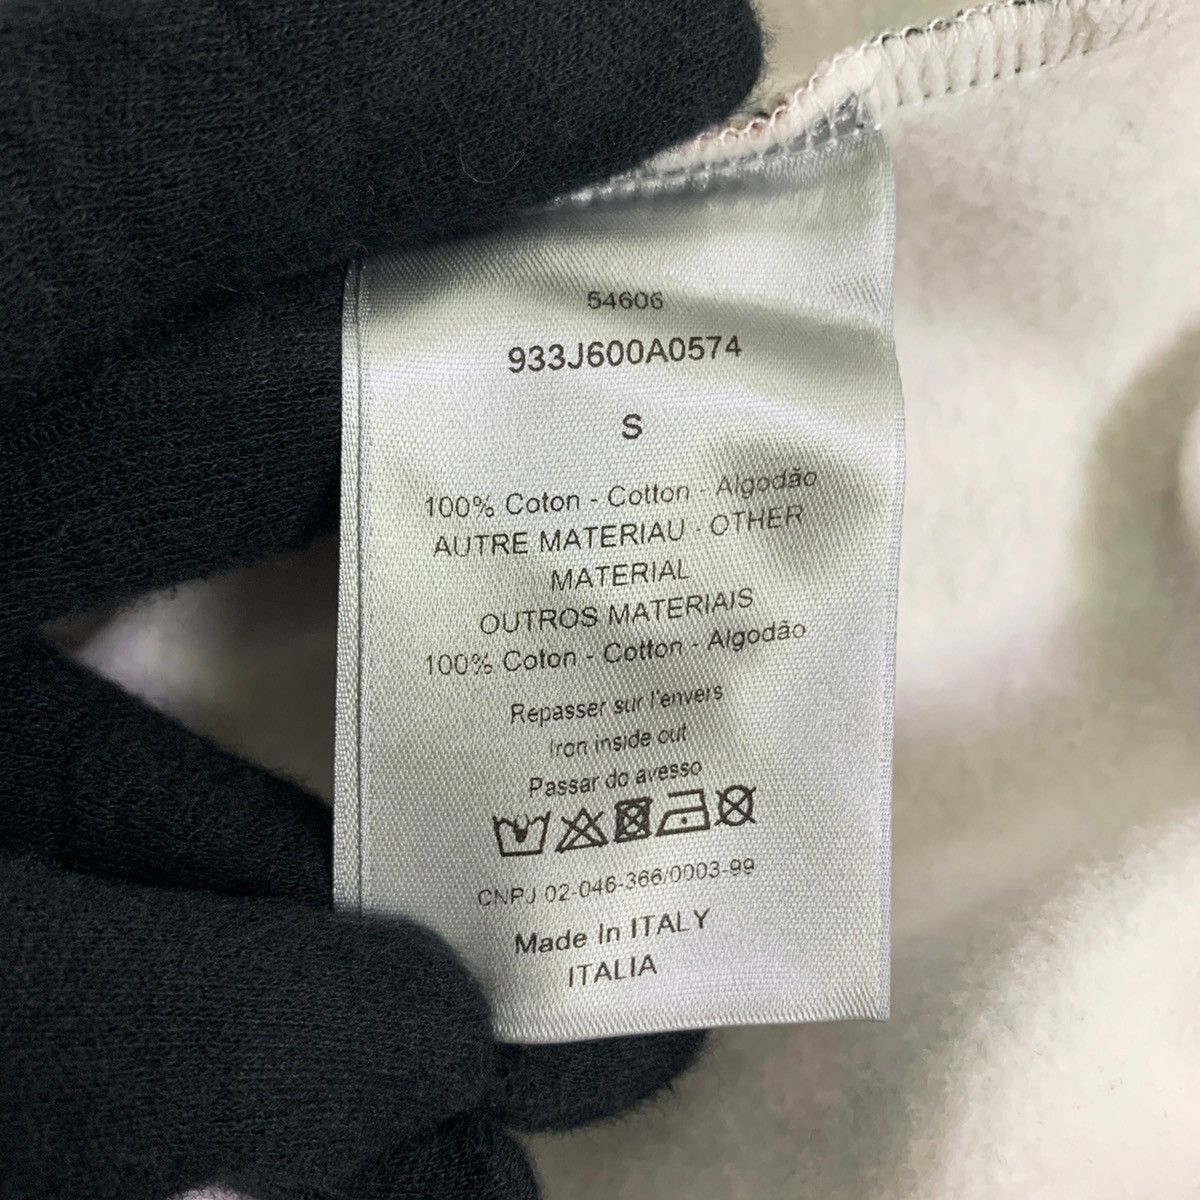 54606
933J600A0574
S
100% Coton - Cotton - Algodão
AUTRE MATERIAU - OTHER
MATERIAL
OUTROS MATERIAIS
100% Coton - Cotton - Algodão
Repasser sur l'envers
Iron inside out
Passar do avesso
CNPJ 02-046-366/0003-99
Made In ITALY
ITALIA